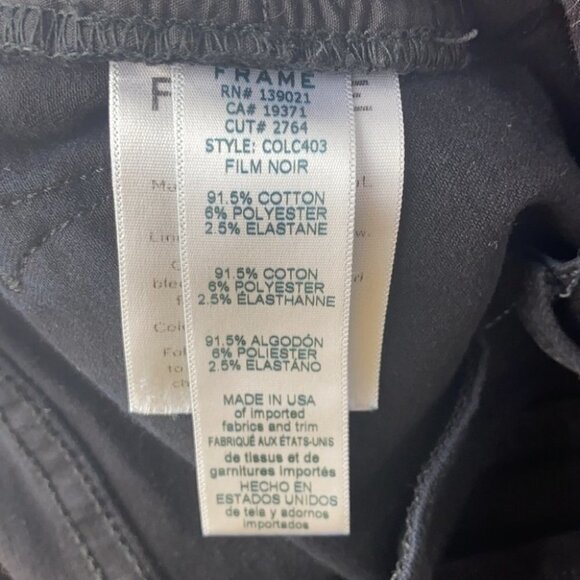 FRAME
RN# 139021
CA# 19371
CUT# 2764
STYLE: COLC403
FILM NOIR
91.5% COTTON
6% POLYESTER
2.5% ELASTANE
91.5% COTON
6% POLYESTER
2.5% ÉLASTHANNE
91.5% ALGODÓN
6% POLIESTER
2.5% ELASTANO
MADE IN USA
of imported
fabrics and trim
FABRIQUÉ AUX ÉTATS-UNIS
de tissus et de
garnitures importés
HECHO EN
ESTADOS UNIDOS
de tela y adornos
importados